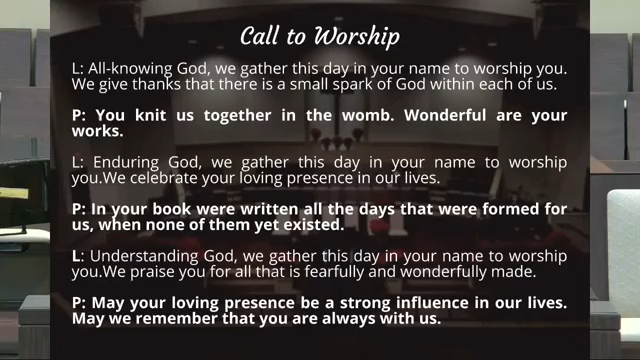 Call to Worship
L: All-knowing God, we gather this day in your name to worship you.
We give thanks that there is a small spark of God within each of us.
P: You knit us together in the womb. Wonderful are your
works.
L: Enduring God, we gather this day in your name to worship
you.We celebrate your loving presence in our lives.
P: In your book were written all the days that were formed for
us, when none of them yet existed.
L: Understanding God, we gather this day in your name to worship
you.We praise you for all that is fearfully and wonderfully made.
P: May your loving presence be a strong influence in our lives.
May we remember that you are always with us.